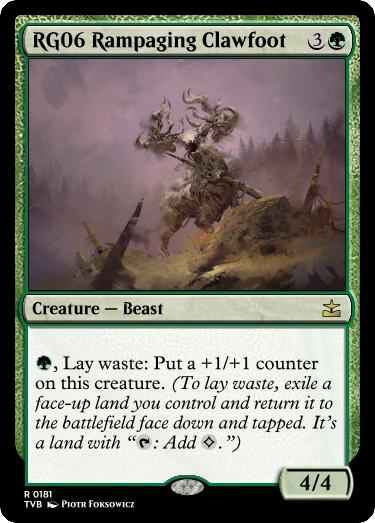 RG06 Rampaging Clawfoot 3
Creature — Beast
, Lay waste: Put a +1/+1 counter
on this creature. (To lay waste, exile a
face-up land you control and return it to
the battlefield face down and tapped. It's
a land with “: Add .”)
4/4
R 0181
TVB Piotr Foksowicz